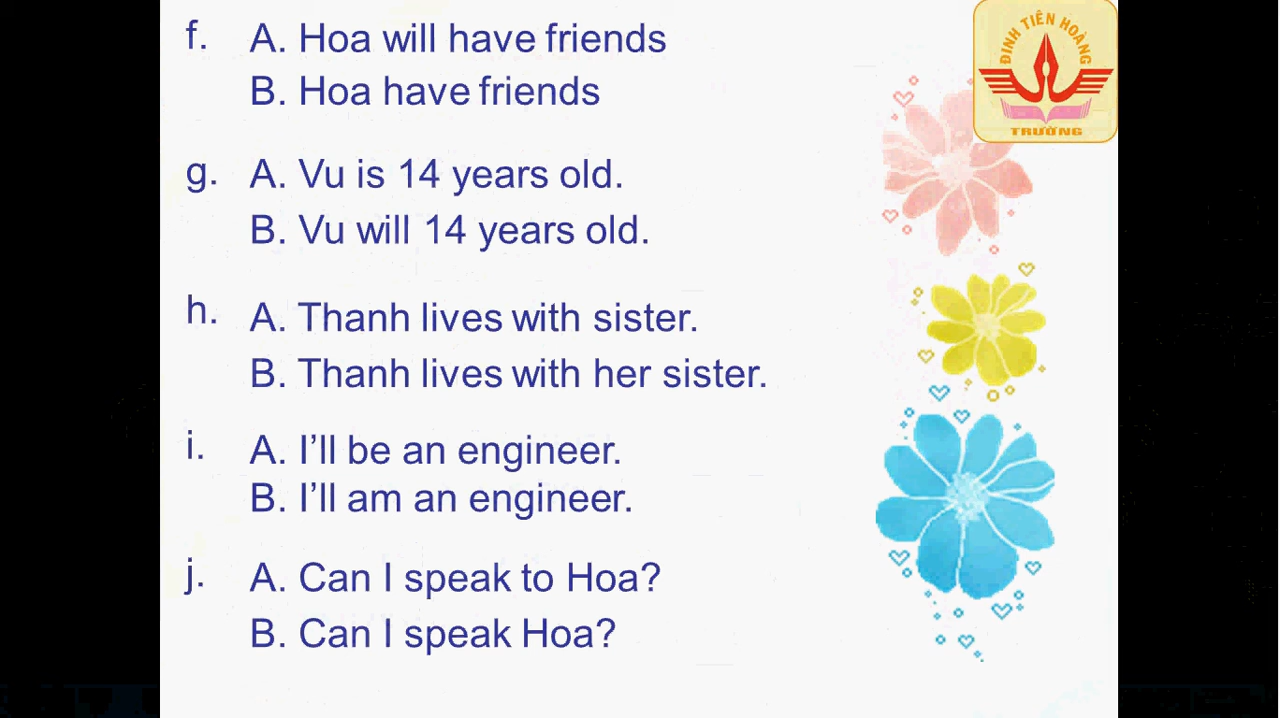 f. A. Hoa will have friends
B. Hoa have friends
g. A. Vu is 14 years old.
B. Vu will 14 years old.
h. A. Thanh lives with sister.
B. Thanh lives with her sister.
i. A. I’ll be an engineer.
B. I’ll am an engineer.
j. A. Can I speak to Hoa?
B. Can I speak Hoa?
ĐINH TIÊN HOÀNG
TRƯỜNG